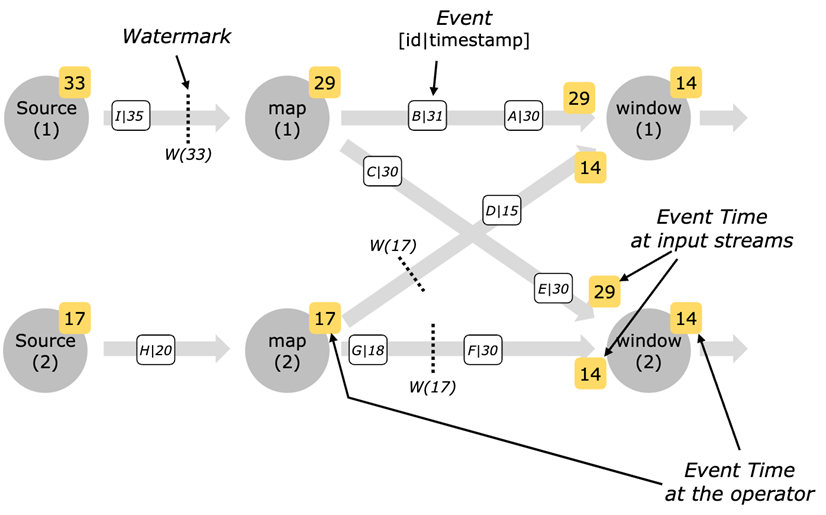 Event
[id|timestamp]
Watermark
33
29
14
Source
(1)
I|35
W(33)
map
(1)
B|31
A|30
29
window
(1)
C|30
14
D|15
W(17)
Event Time
at input streams
E|30
29
17
17
14
Source
(2)
H|20
map
(2)
G|18
F|30
W(17)
14
window
(2)
Event Time
at the operator